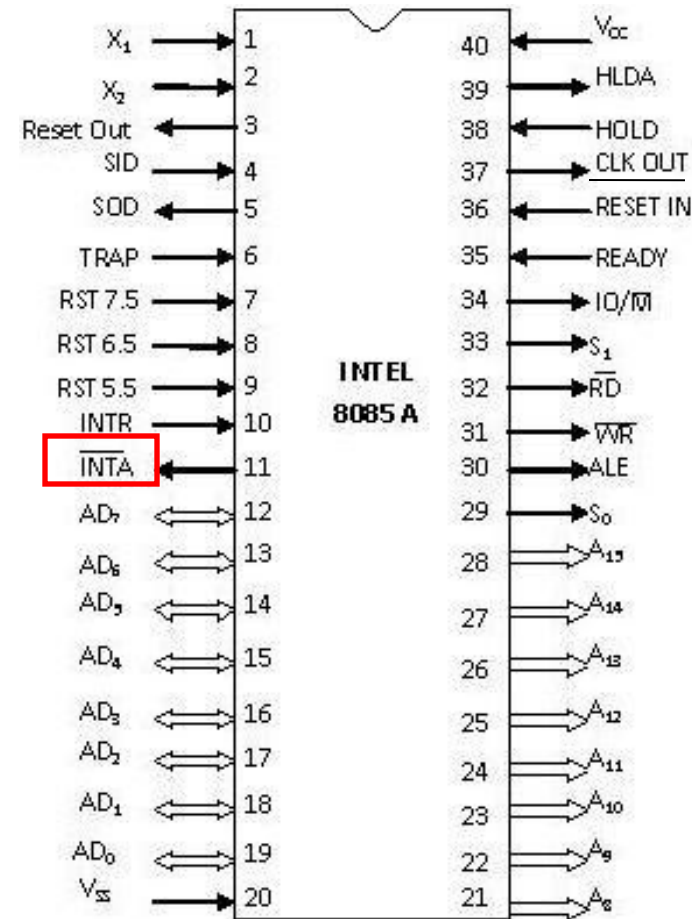 X₁ 1 40 Vcc
X₂ 2 39 HLDA
Reset Out 3 38 HOLD
SID 4 37 CLK OUT
SOD 5 36 RESET IN
TRAP 6 35 READY
RST 7.5 7 34 IO/M̅
RST 6.5 8 33 S₁
RST 5.5 9 32 R̅D̅
INTR 10 31 W̅R̅
I̅N̅T̅A̅ 11 30 ALE
AD₇ 12 29 S₀
AD₆ 13 28 A₁₅
AD₅ 14 27 A₁₄
AD₄ 15 26 A₁₃
AD₃ 16 25 A₁₂
AD₂ 17 24 A₁₁
AD₁ 18 23 A₁₀
AD₀ 19 22 A₉
Vss 20 21 A₈
INTEL
8085 A